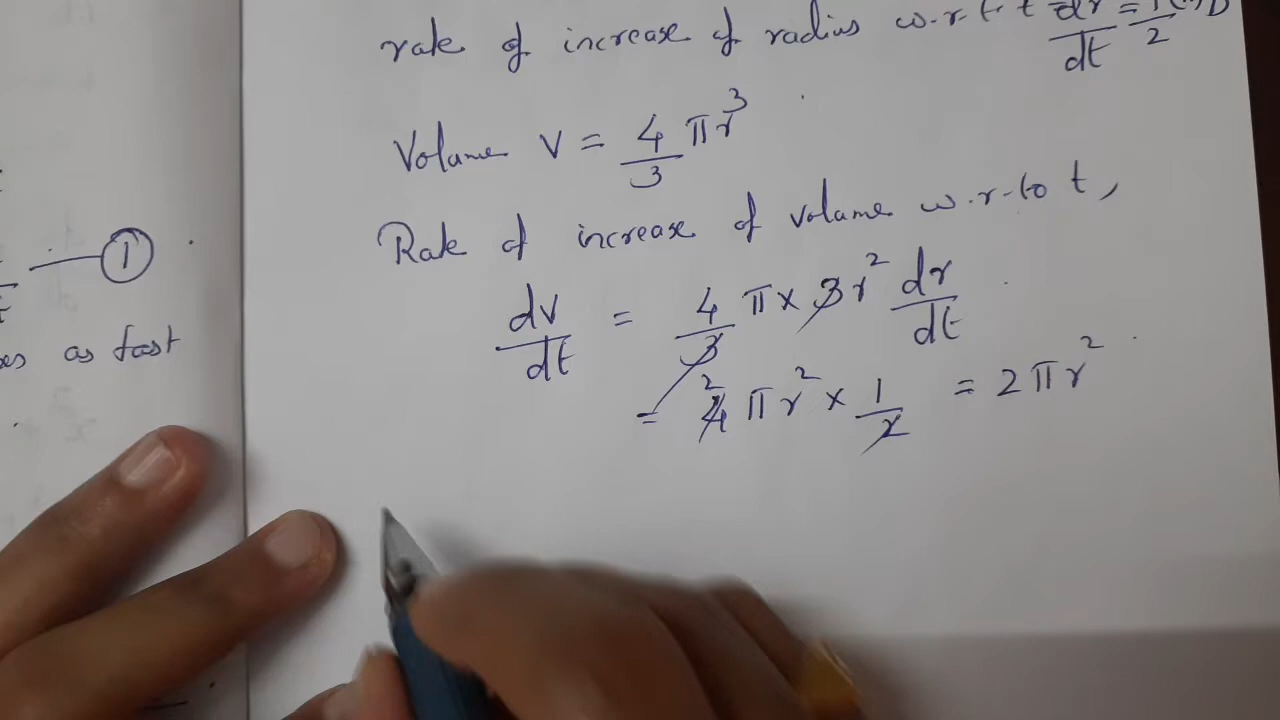 rate of increase of radius w.r.t. t dr/dt = 1/2
Volume V = 4/3 πr³
Rate of increase of volume w.r.to t,
dV/dt = 4/3 π × 3r² dr/dt
= 4πr² × 1/2 = 2πr²
1
as fast